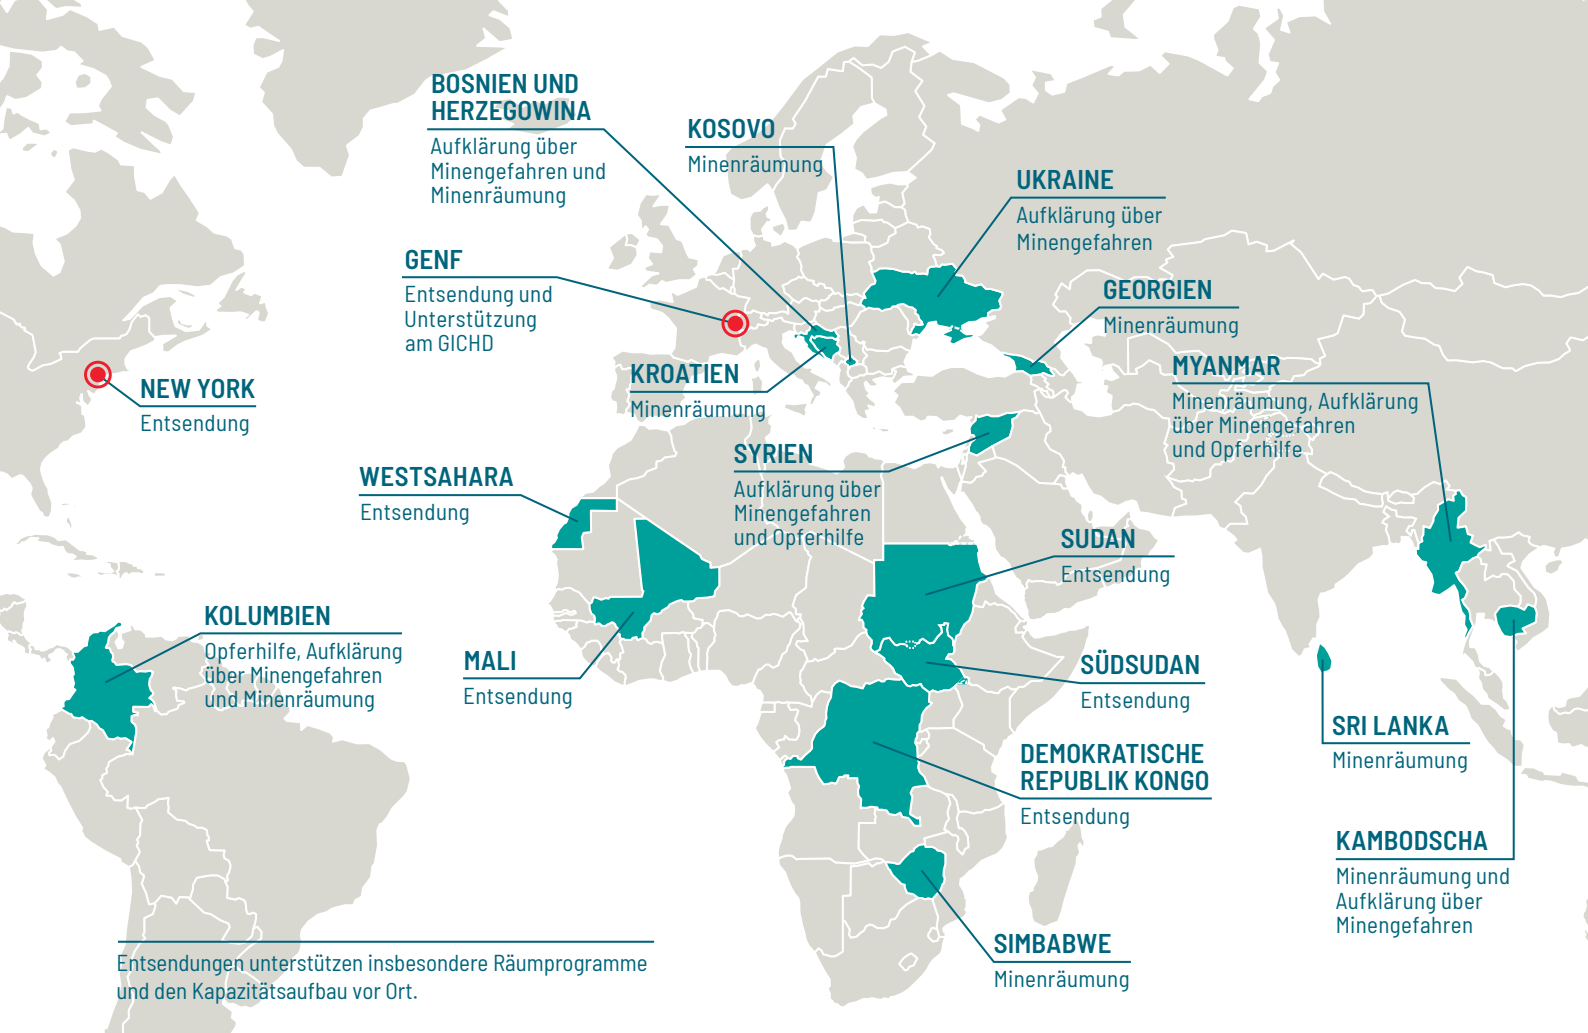 BOSNIEN UND
HERZEGOWINA
Aufklärung über
Minengefahren und
Minenräumung
KOSOVO
Minenräumung
UKRAINE
Aufklärung über
Minengefahren
GENF
Entsendung und
Unterstützung
am GICHD
GEORGIEN
Minenräumung
NEW YORK
Entsendung
KROATIEN
Minenräumung
MYANMAR
Minenräumung, Aufklärung
über Minengefahren
und Opferhilfe
SYRIEN
Aufklärung über
Minengefahren
und Opferhilfe
WESTSAHARA
Entsendung
SUDAN
Entsendung
KOLUMBIEN
Opferhilfe, Aufklärung
über Minengefahren
und Minenräumung
MALI
Entsendung
SÜDSUDAN
Entsendung
SRI LANKA
Minenräumung
DEMOKRATISCHE
REPUBLIK KONGO
Entsendung
KAMBODSCHA
Minenräumung und
Aufklärung über
Minengefahren
SIMBABWE
Minenräumung
Entsendungen unterstützen insbesondere Räumprogramme
und den Kapazitätsaufbau vor Ort.